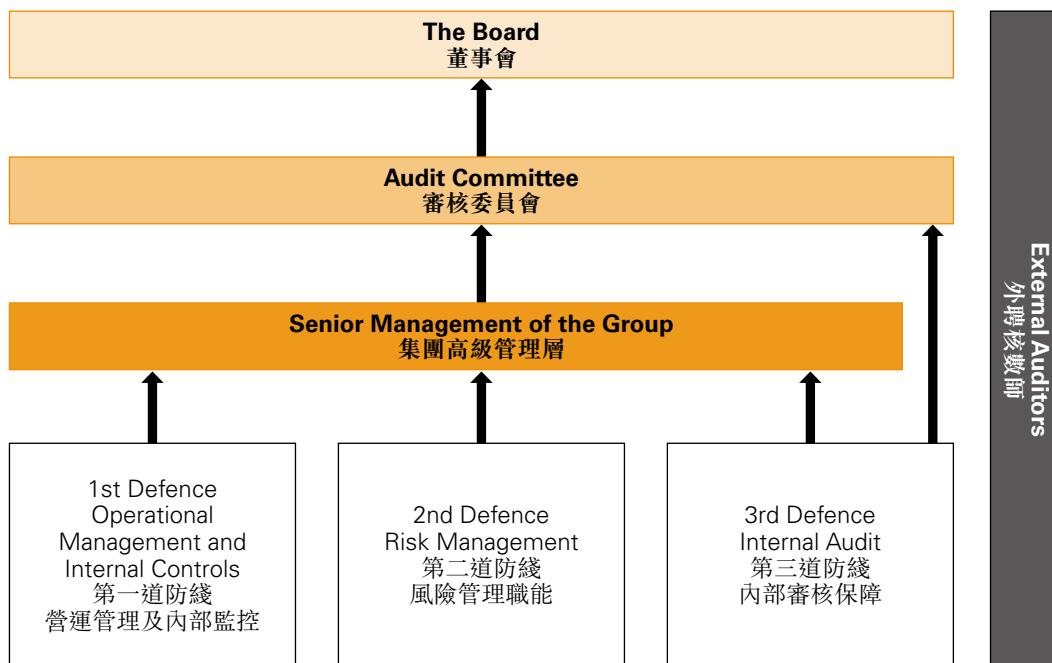 The Board
董事會
Audit Committee
審核委員會
Senior Management of the Group
集團高級管理層
1st Defence
Operational
Management and
Internal Controls
第一道防綫
營運管理及內部監控
2nd Defence
Risk Management
第二道防綫
風險管理職能
3rd Defence
Internal Audit
第三道防綫
內部審核保障
External Auditors
外聘核數師